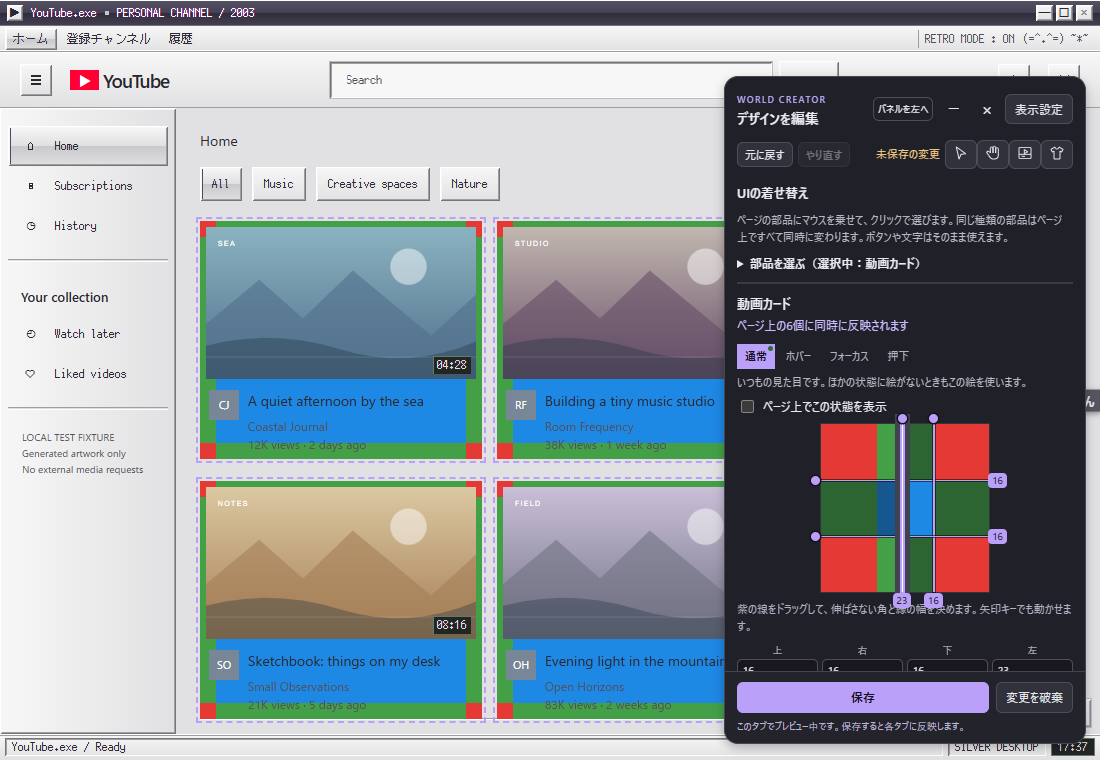 YouTube.exe ▪ PERSONAL CHANNEL / 2003
ホーム 登録チャンネル 履歴
RETRO MODE : ON (=^.^=) ~*~
YouTube
Search
Home
Subscriptions
History
Your collection
Watch later
Liked videos
LOCAL TEST FIXTURE
Generated artwork only
No external media requests
Home
All Music Creative spaces Nature
SEA
04:28
CJ
A quiet afternoon by the sea
Coastal Journal
12K views • 2 days ago
STUDIO
RF
Building a tiny music studio
Room Frequency
38K views • 1 week ago
NOTES
08:16
SO
Sketchbook: things on my desk
Small Observations
21K views • 5 days ago
FIELD
OH
Evening light in the mountain
Open Horizons
83K views • 2 weeks ago
WORLD CREATOR
デザインを編集
パネルを左へ
表示設定
元に戻す やり直す 未保存の変更
UIの着せ替え
ページの部品にマウスを乗せて、クリックで選びます。同じ種類の部品はページ
上ですべて同時に変わります。ボタンや文字はそのまま使えます。
▶ 部品を選ぶ（選択中：動画カード）
動画カード
ページ上の6個に同時に反映されます
通常 ホバー フォーカス 押下
いつもの見た目です。ほかの状態に絵がないときもこの絵を使います。
ページ上でこの状態を表示
16
16
23 16
紫の線をドラッグして、伸ばさない角と線の幅を決めます。矢印キーでも動かせま
す。
上 右 下 左
16 16 16 23
保存 変更を破棄
このタブでプレビュー中です。保存すると各タブに反映します。
ん
YouTube.exe / Ready
SILVER DESKTOP 17:37